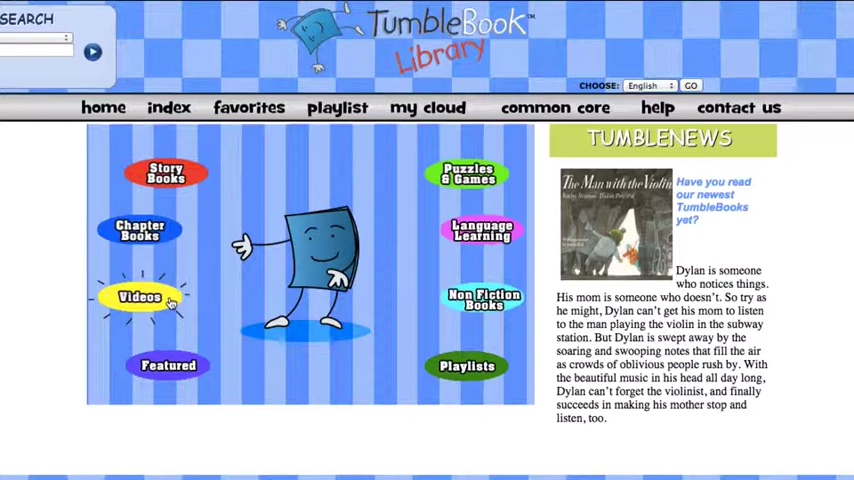 SEARCH
TumbleBook™
Library
CHOOSE: English GO
home index favorites playlist my cloud common core help contact us
Story
Books
Chapter
Books
Videos
Featured
Puzzles
& Games
Language
Learning
Non Fiction
Books
Playlists
TUMBLENEWS
The Man with the Violin
Have you read
our newest
TumbleBooks
yet?
Dylan is someone
who notices things.
His mom is someone who doesn't. So try as
he might, Dylan can't get his mom to listen
to the man playing the violin in the subway
station. But Dylan is swept away by the
soaring and swooping notes that fill the air
as crowds of oblivious people rush by. With
the beautiful music in his head all day long,
Dylan can't forget the violinist, and finally
succeeds in making his mother stop and
listen, too.